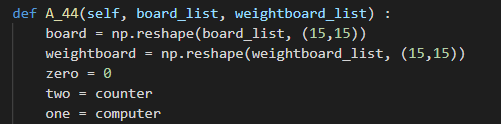 def A_44(self, board_list, weightboard_list) :
board = np.reshape(board_list, (15,15))
weightboard = np.reshape(weightboard_list, (15,15))
zero = 0
two = counter
one = computer